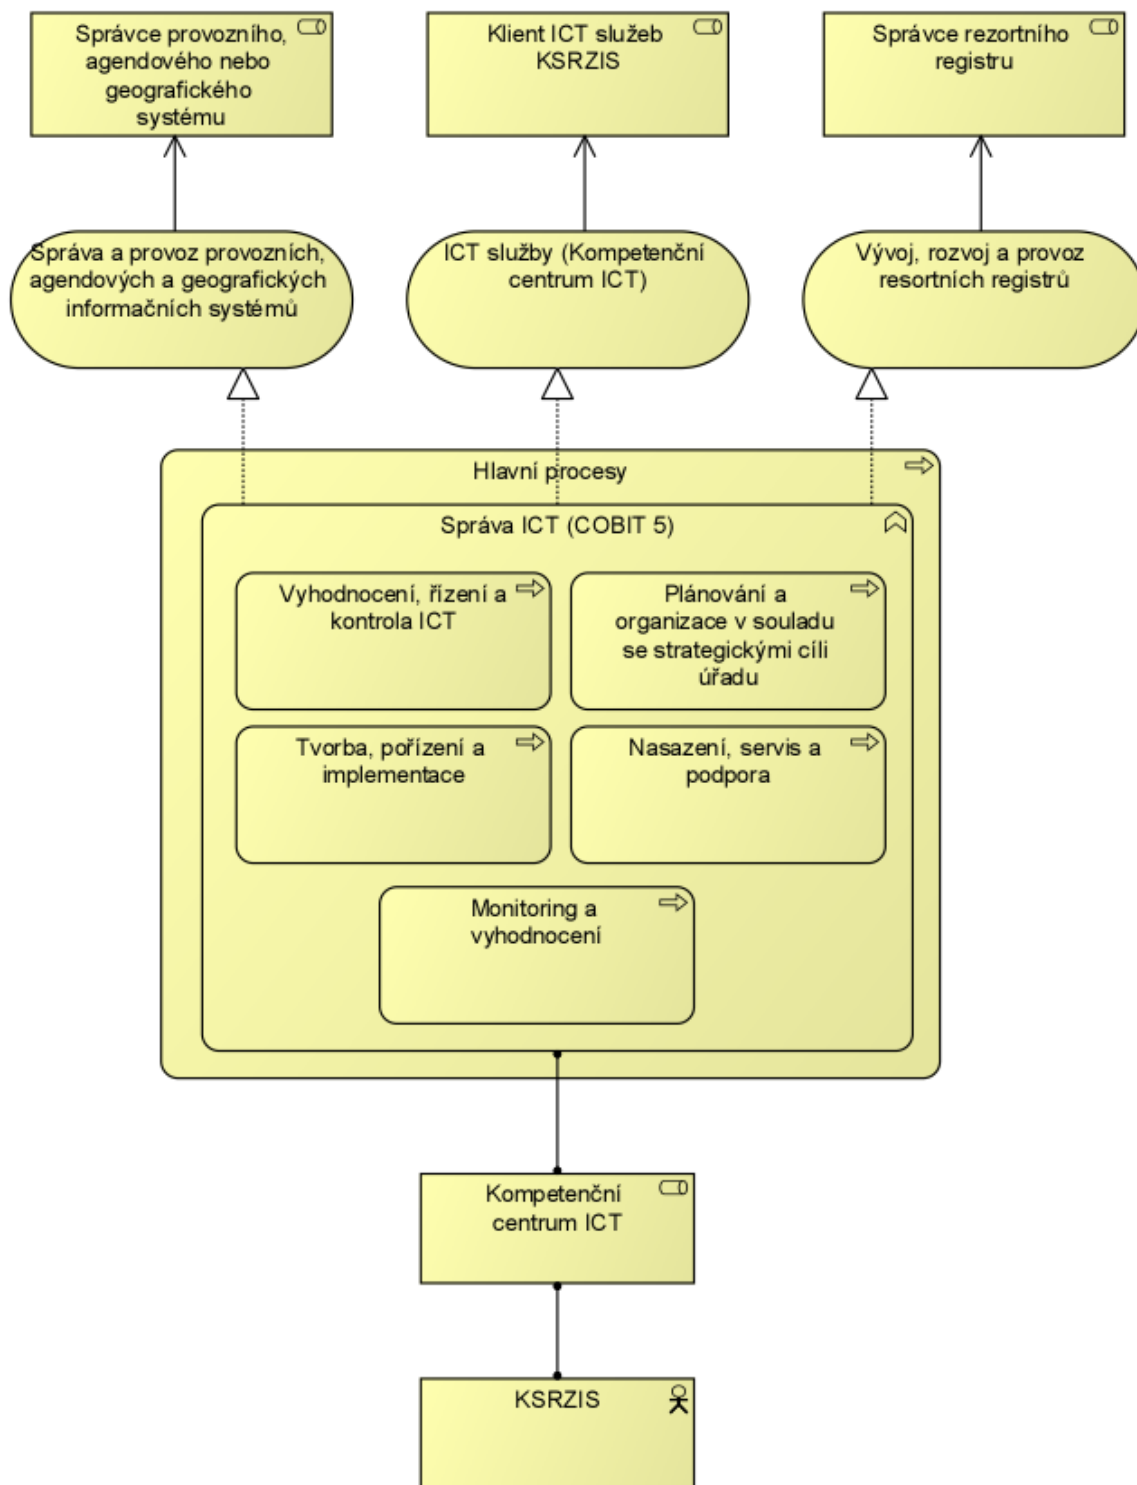 Správce provozního,
agendového nebo
geografického
systému
Klient ICT služeb
KSRZIS
Správce rezortního
registru
Správa a provoz provozních,
agendových a geografických
informačních systémů
ICT služby (Kompetenční
centrum ICT)
Vývoj, rozvoj a provoz
resortních registrů
Hlavní procesy
Správa ICT (COBIT 5)
Vyhodnocení, řízení a
kontrola ICT
Plánování a
organizace v souladu
se strategickými cíli
úřadu
Tvorba, pořízení a
implementace
Nasazení, servis a
podpora
Monitoring a
vyhodnocení
Kompetenční
centrum ICT
KSRZIS